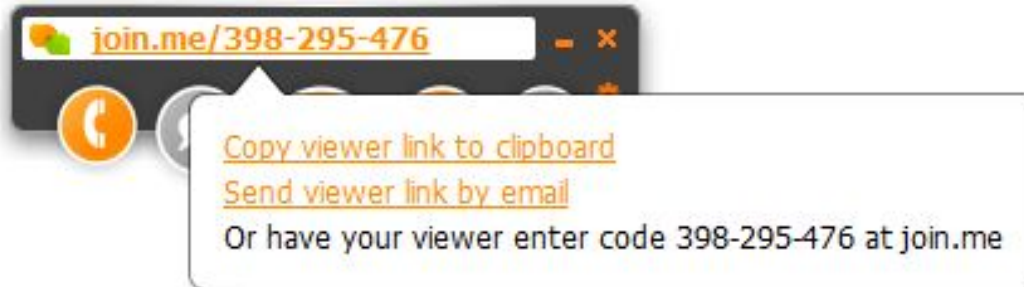 join.me/398-295-476
Copy viewer link to clipboard
Send viewer link by email
Or have your viewer enter code 398-295-476 at join.me